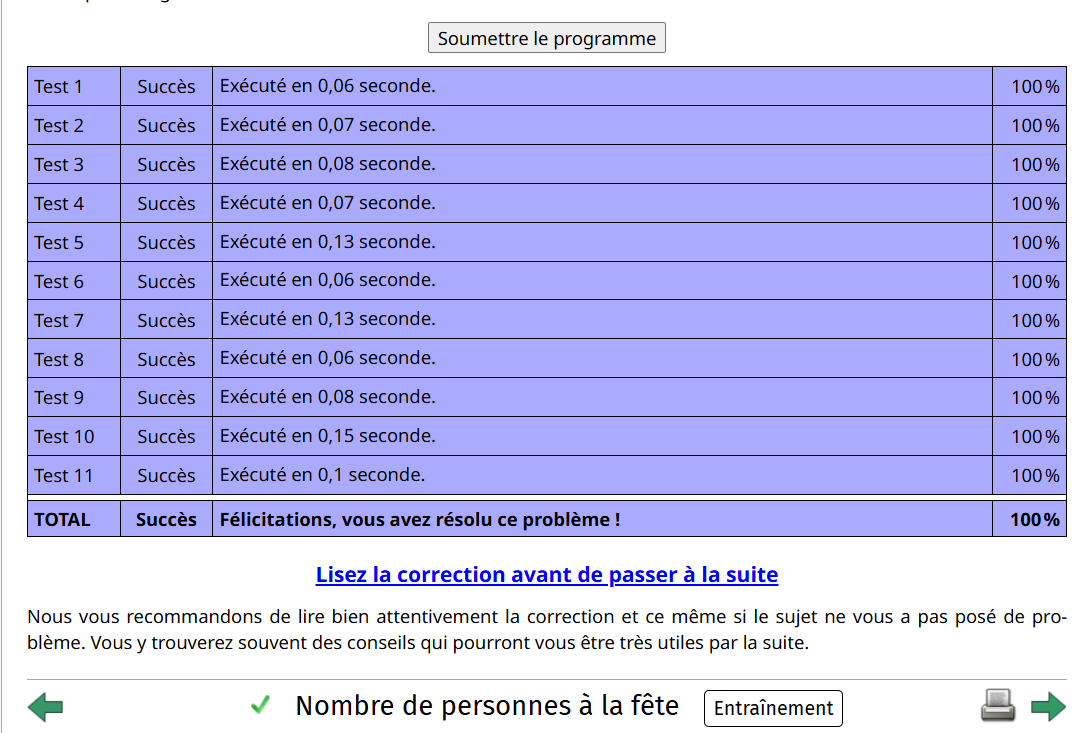 Soumettre le programme
Test 1 Succès Exécuté en 0,06 seconde. 100 %
Test 2 Succès Exécuté en 0,07 seconde. 100 %
Test 3 Succès Exécuté en 0,08 seconde. 100 %
Test 4 Succès Exécuté en 0,07 seconde. 100 %
Test 5 Succès Exécuté en 0,13 seconde. 100 %
Test 6 Succès Exécuté en 0,06 seconde. 100 %
Test 7 Succès Exécuté en 0,13 seconde. 100 %
Test 8 Succès Exécuté en 0,06 seconde. 100 %
Test 9 Succès Exécuté en 0,08 seconde. 100 %
Test 10 Succès Exécuté en 0,15 seconde. 100 %
Test 11 Succès Exécuté en 0,1 seconde. 100 %
TOTAL Succès Félicitations, vous avez résolu ce problème ! 100 %
Lisez la correction avant de passer à la suite
Nous vous recommandons de lire bien attentivement la correction et ce même si le sujet ne vous a pas posé de pro-
blème. Vous y trouverez souvent des conseils qui pourront vous être très utiles par la suite.
Nombre de personnes à la fête Entraînement